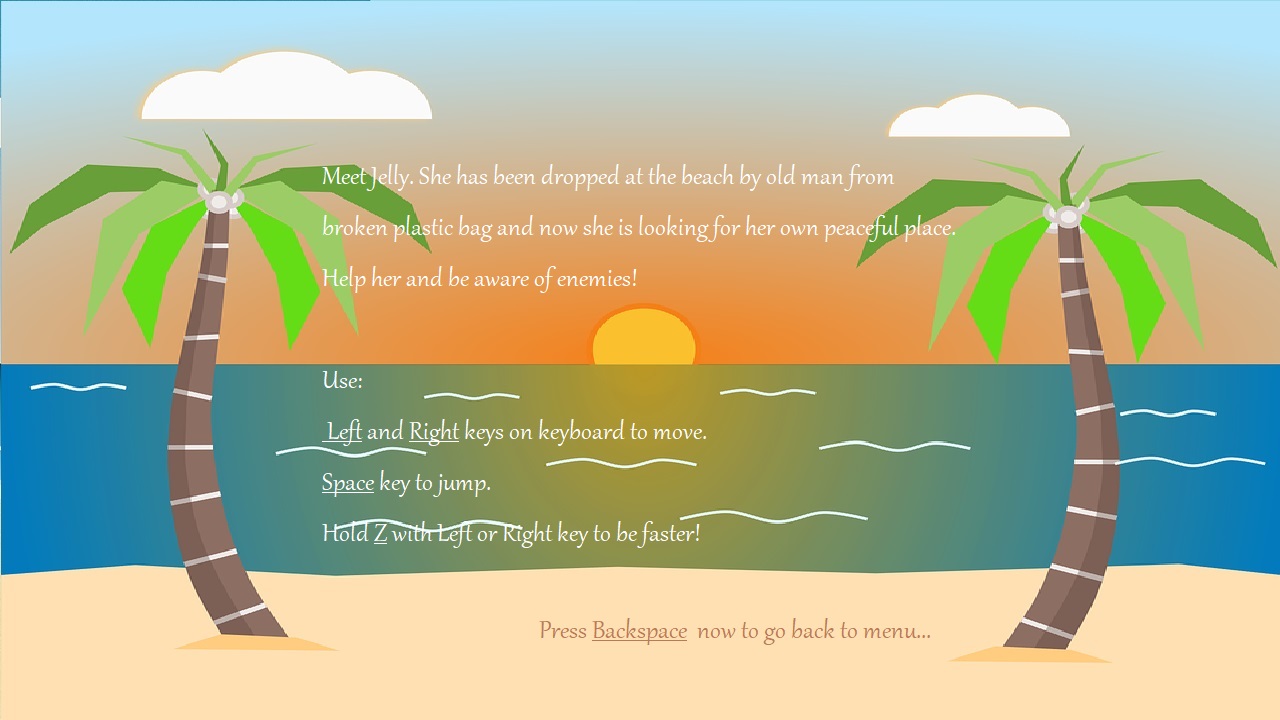 Meet Jelly. She has been dropped at the beach by old man from
broken plastic bag and now she is looking for her own peaceful place.
Help her and be aware of enemies!
Use:
Left and Right keys on keyboard to move.
Space key to jump.
Hold Z with Left or Right key to be faster!
Press Backspace now to go back to menu...